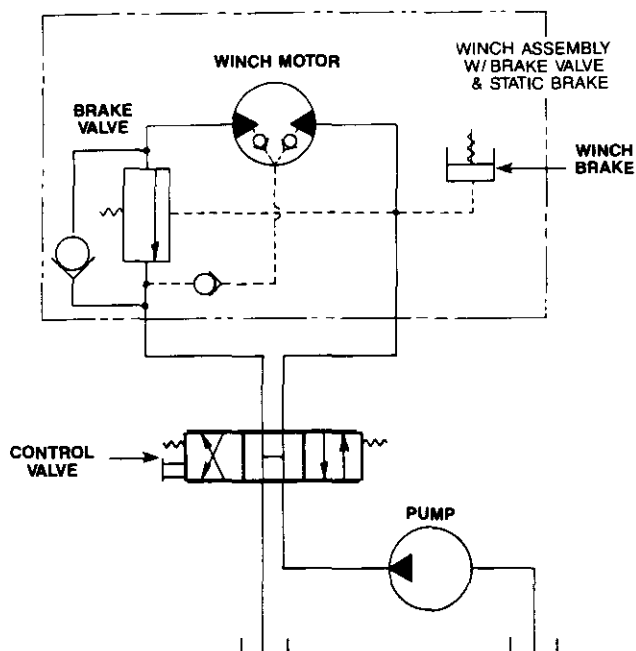 WINCH MOTOR
WINCH ASSEMBLY
W/ BRAKE VALVE
& STATIC BRAKE
BRAKE
VALVE
WINCH
BRAKE
CONTROL
VALVE
PUMP